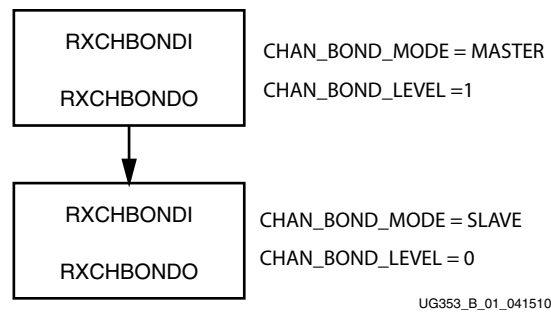 RXCHBONDI
CHAN_BOND_MODE = MASTER
RXCHBONDO
CHAN_BOND_LEVEL =1
RXCHBONDI
CHAN_BOND_MODE = SLAVE
RXCHBONDO
CHAN_BOND_LEVEL = 0
UG353_B_01_041510